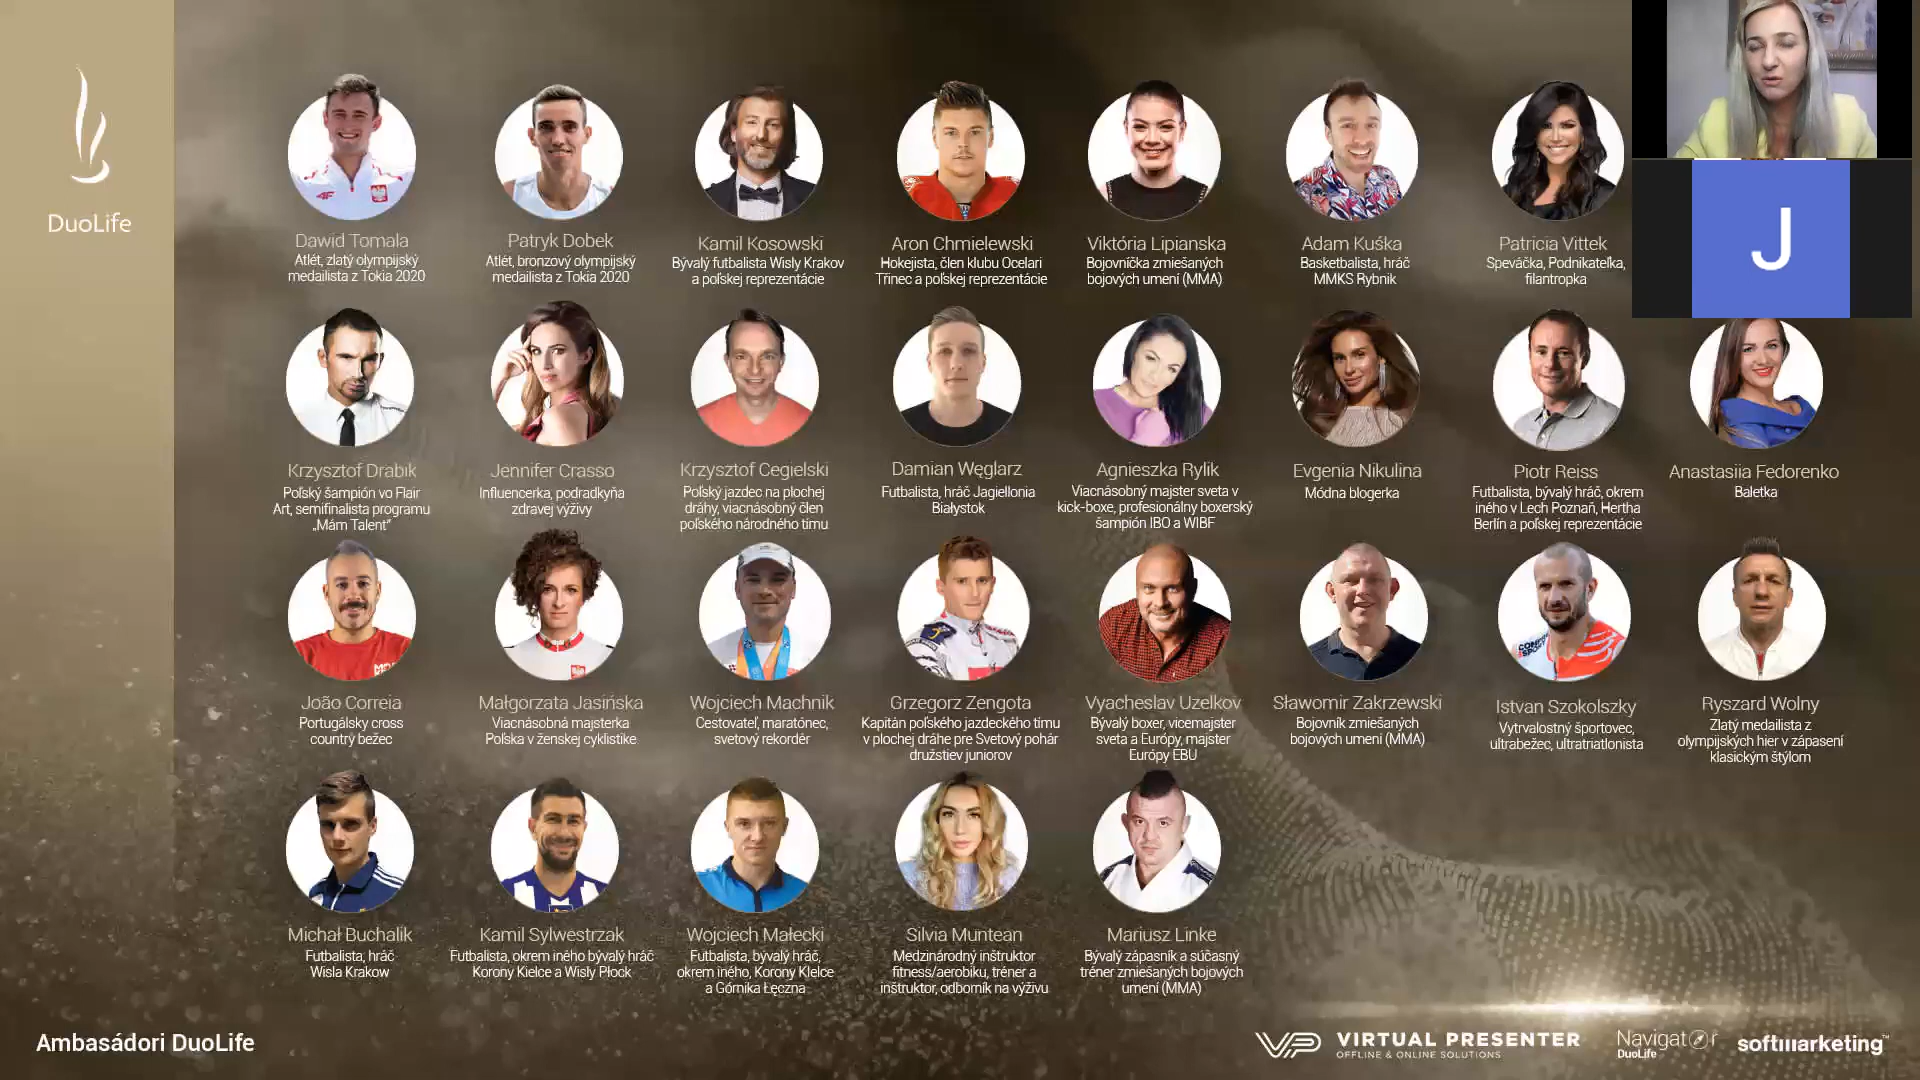 DuoLife
Dawid Tomala
Atlét, zlatý olympijský
medailista z Tokia 2020
Patryk Dobek
Atlét, bronzový olympijský
medailista z Tokia 2020
Kamil Kosowski
Bývalý futbalista Wisly Krakov
a poľskej reprezentácie
Aron Chmielewski
Hokejista, člen klubu Ocelari
Třinec a poľskej reprezentácie
Viktória Lipianska
Bojovníčka zmiešaných
bojových umení (MMA)
Adam Kuśka
Basketbalista, hráč
MMKS Rybnik
Patricia Vittek
Speváčka, Podnikateľka,
filantropka
J
Krzysztof Drabik
Poľský šampión vo Flair
Art, semifinalista programu
„Mám Talent”
Jennifer Crasso
Influencerka, podradkyňa
zdravej výživy
Krzysztof Cegielski
Poľský jazdec na plochej
dráhy, viacnásobný člen
poľského národného tímu
Damian Węglarz
Futbalista, hráč Jagiellonia
Białystok
Agnieszka Rylik
Viacnásobný majster sveta v
kick-boxe, profesionálny boxerský
šampión IBO a WIBF
Evgenia Nikulina
Módna blogerka
Piotr Reiss
Futbalista, bývalý hráč, okrem
iného v Lech Poznaň, Hertha
Berlín a poľskej reprezentácie
Anastasiia Fedorenko
Baletka
João Correia
Portugálsky cross
country bežec
Małgorzata Jasińska
Viacnásobná majsterka
Poľska v ženskej cyklistike
Wojciech Machnik
Cestovateľ, maratónec,
svetový rekordér
Grzegorz Zengota
Kapitán poľského jazdeckého tímu
v plochej dráhe pre Svetový pohár
družstiev juniorov
Vyacheslav Uzelkov
Bývalý boxer, vicemajster
sveta a Európy, majster
Európy EBU
Sławomir Zakrzewski
Bojovník zmiešaných
bojových umení (MMA)
Istvan Szokolszky
Vytrvalostný športovec,
ultrabežec, ultratriatlonista
Ryszard Wolny
Zlatý medailista z
olympijských hier v zápasení
klasickým štýlom
Michał Buchalik
Futbalista, hráč
Wisla Krakow
Kamil Sylwestrzak
Futbalista, okrem iného bývalý hráč
Korony Kielce a Wisly Płock
Wojciech Małecki
Futbalista, bývalý hráč,
okrem iného, Korony Kielce
a Górnika Łęczna
Silvia Muntean
Medzinárodný inštruktor
fitness/aerobiku, tréner a
inštruktor, odborník na výživu
Mariusz Linke
Bývalý zápasník a súčasný
tréner zmiešaných bojových
umení (MMA)
Ambasádori DuoLife
VP VIRTUAL PRESENTER
OFFLINE & ONLINE SOLUTIONS
Navigator
DuoLife
softmarketing™